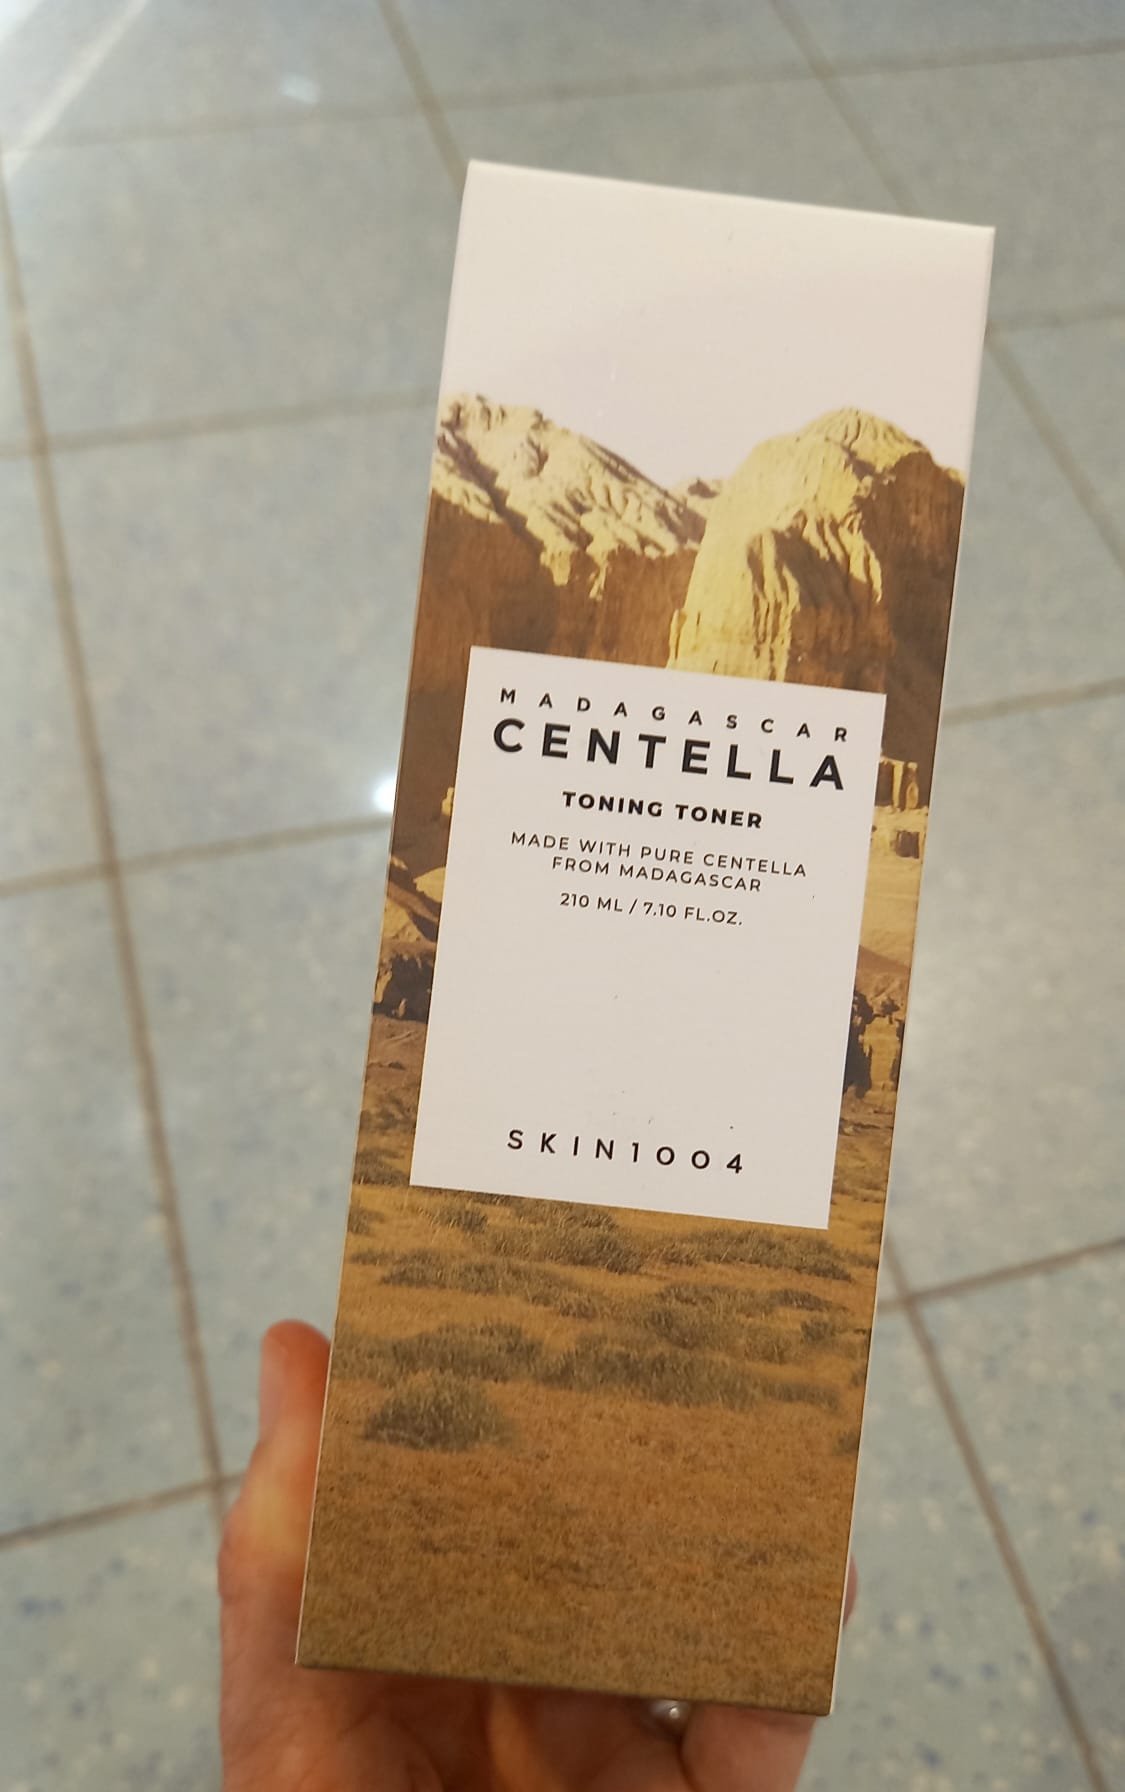 MADAGASCAR
CENTELLA
TONING TONER
MADE WITH PURE CENTELLA
FROM MADAGASCAR
210 ML / 7.10 FL.OZ.
SKIN1004